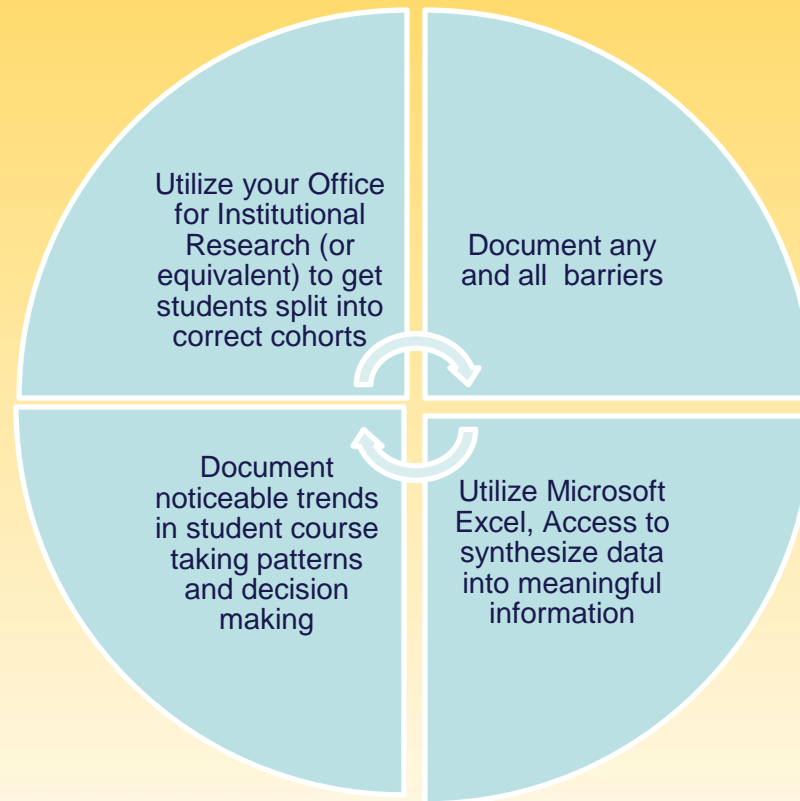 Utilize your Office
for Institutional
Research (or
equivalent) to get
students split into
correct cohorts
Document any
and all  barriers
Document
noticeable trends
in student course
taking patterns
and decision
making
Utilize Microsoft
Excel, Access to
synthesize data
into meaningful
information